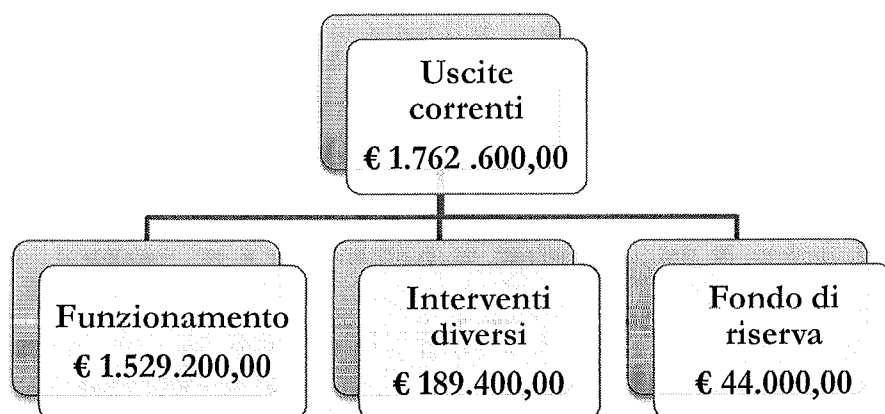 Uscite
correnti
€ 1.762 .600,00
Funzionamento
€ 1.529.200,00
Interventi
diversi
€ 189.400,00
Fondo di
riserva
€ 44.000,00